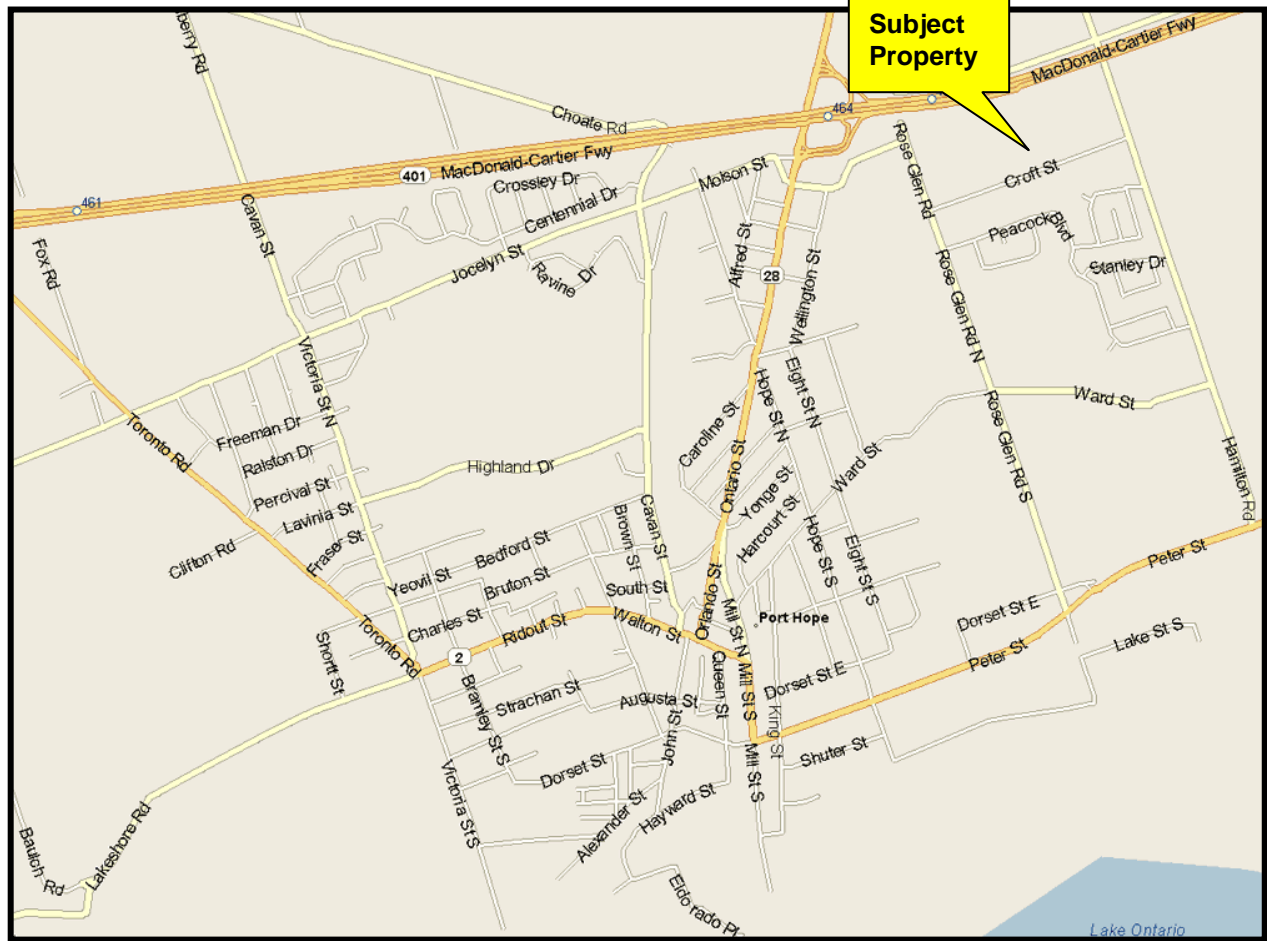 Subject
Property
MacDonald-Cartier Fwy
berry Rd
Choate Rd
464
MacDonald-Cartier Fwy
401
Crossley Dr
Molson St
Rose Glen Rd
Croft St
461
Cavan St
Centennial Dr
Fox Rd
Jocelyn St
Ravine Dr
Alfred St
28
Wellington St
Peacock Blvd
Stanley Dr
Rose Glen Rd N
Victoria St N
Hope St N
Eight St N
Rose Glen Rd S
Ward St
Toronto Rd
Freeman Dr
Ralston Dr
Percival St
Lavinia St
Highland Dr
Caroline St
Ontario St
Yonge St
Ward St
Hamilton Rd
Clifton Rd
Fraser St
Yeovil St
Bedford St
Bruton St
Brown St
Cavan St
Harcourt St
Hope St S
Eight St S
South St
Peter St
Charles St
Ridout St
Walton St
Orlando St
Mill St N
Port Hope
Dorset St E
Lake St S
Toronto Rd
2
Shortt St
Bramley St S
Strachan St
Augusta St
Queen St
Mill St S
Dorset St E
Peter St
John St
King St
Dorset St
Shuter St
Victoria St S
Mill St S
Hayward St
Alexander St
Baulch Rd
Lakeshore Rd
Eldorado Pl
Lake Ontario